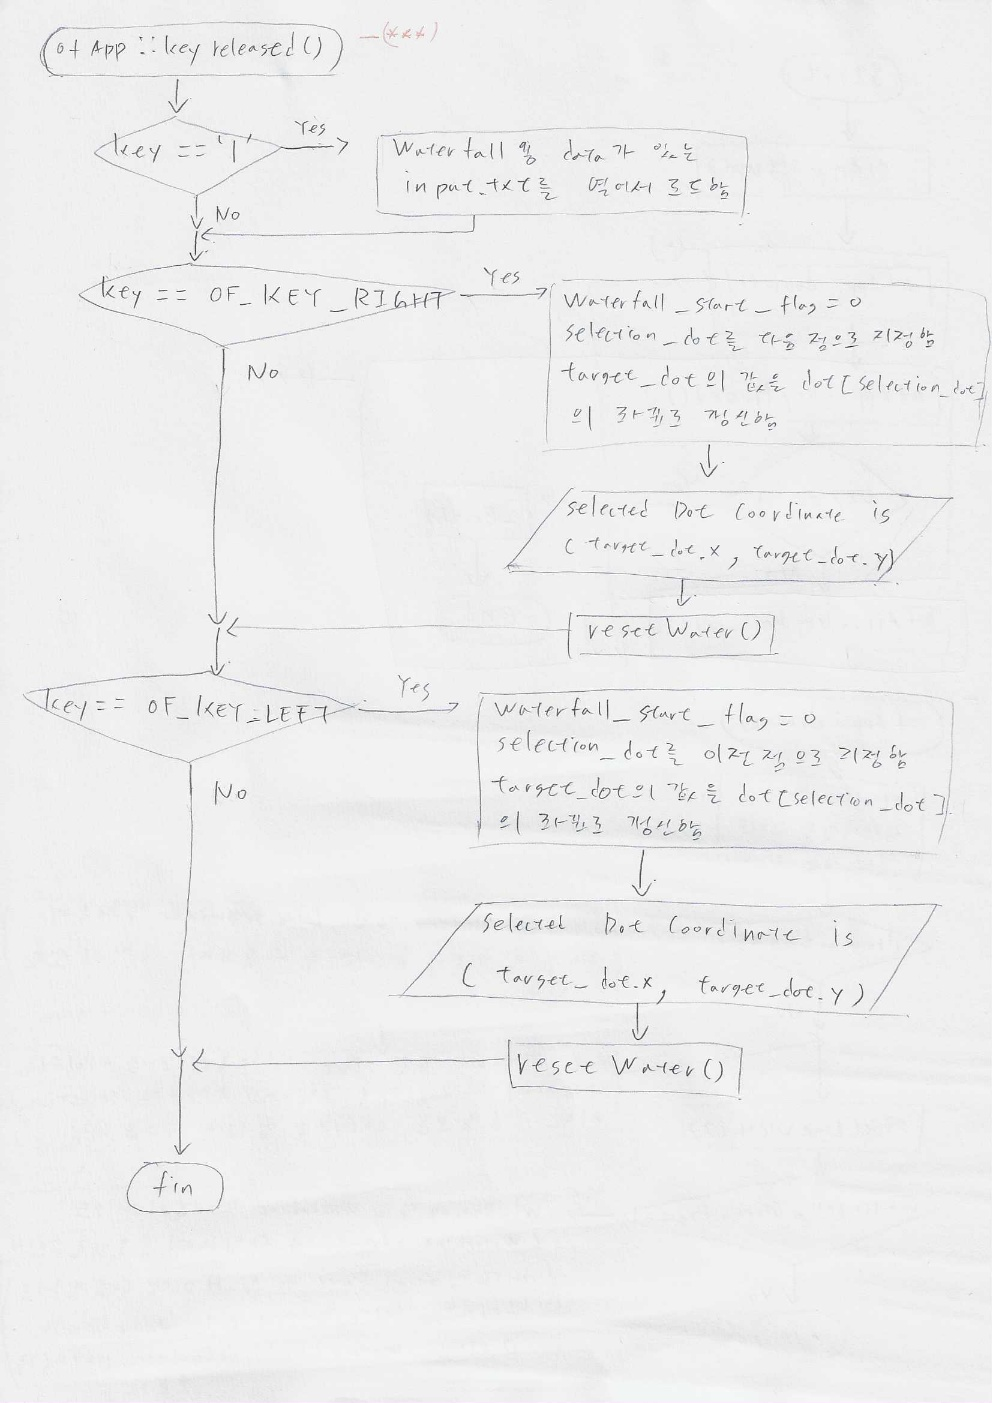 ofApp::key released()
-(***)
key == 'l'
Yes
Waterfall 용 data가 있는
input.txt를 열어서 로드함
No
key == OF_KEY_RIGHT
Yes
Waterfall_start_flag = 0
selection_dot를 다음 점으로 지정함
target_dot의 값을 dot[selection_dot]
의 좌표로 갱신함
No
selected Dot Coordinate is
(target_dot.x, target_dot.y)
reset Water()
key == OF_KEY_LEFT
Yes
Waterfall_start_flag = 0
selection_dot를 이전 점으로 지정함
target_dot의 값을 dot[selection_dot]
의 좌표로 갱신함
No
selected Dot Coordinate is
(target_dot.x, target_dot.y)
reset Water()
fin